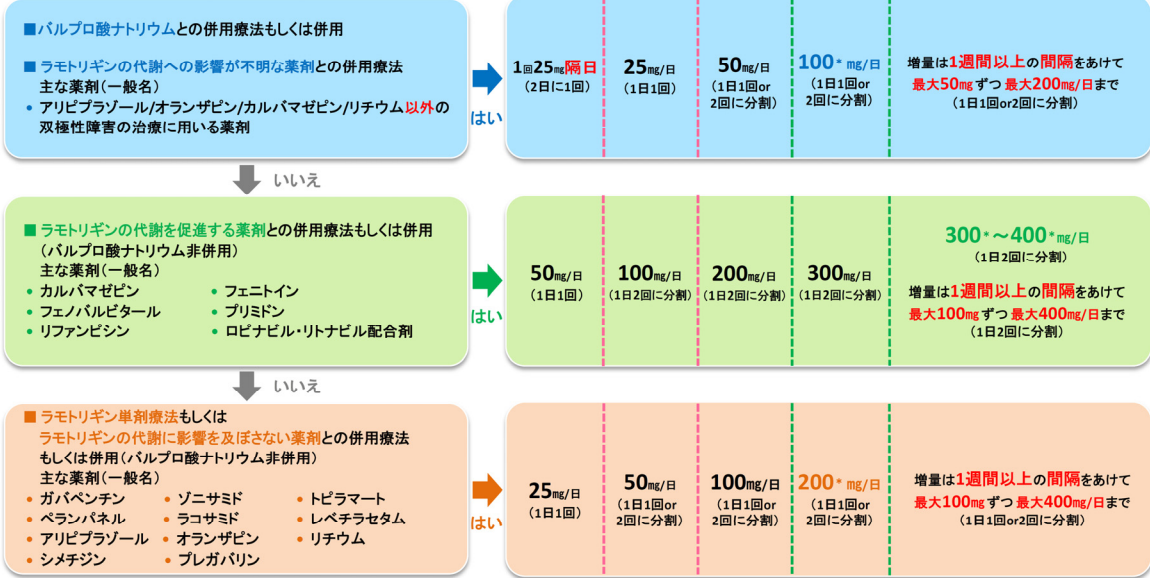 ■バルプロ酸ナトリウムとの併用療法もしくは併用
■ラモトリギンの代謝への影響が不明な薬剤との併用療法
主な薬剤(一般名)
• アリピプラゾール/オランザピン/カルバマゼピン/リチウム以外の
双極性障害の治療に用いる薬剤
はい
1回25㎎隔日
(2日に1回)
25㎎/日
(1日1回)
50㎎/日
(1日1回or
2回に分割)
100* ㎎/日
(1日1回or
2回に分割)
増量は1週間以上の間隔をあけて
最大50㎎ずつ 最大200㎎/日まで
(1日1回or2回に分割)
いいえ
■ ラモトリギンの代謝を促進する薬剤との併用療法もしくは併用
(バルプロ酸ナトリウム非併用)
主な薬剤(一般名)
• カルバマゼピン
• フェニトイン
• フェノバルビタール
• プリミドン
• リファンピシン
• ロピナビル・リトナビル配合剤
はい
50㎎/日
(1日1回)
100㎎/日
(1日2回に分割)
200㎎/日
(1日2回に分割)
300㎎/日
(1日2回に分割)
300*～400*㎎/日
(1日2回に分割)
増量は1週間以上の間隔をあけて
最大100㎎ずつ 最大400㎎/日まで
(1日2回に分割)
いいえ
■ ラモトリギン単剤療法もしくは
ラモトリギンの代謝に影響を及ぼさない薬剤との併用療法
もしくは併用(バルプロ酸ナトリウム非併用)
主な薬剤(一般名)
• ガバペンチン
• ゾニサミド
• トピラマート
• ペランパネル
• ラコサミド
• レベチラセタム
• アリピプラゾール
• オランザピン
• リチウム
• シメチジン
• プレガバリン
はい
25㎎/日
(1日1回)
50㎎/日
(1日1回or
2回に分割)
100㎎/日
(1日1回or
2回に分割)
200* ㎎/日
(1日1回or
2回に分割)
増量は1週間以上の間隔をあけて
最大100㎎ずつ 最大400㎎/日まで
(1日1回or2回に分割)